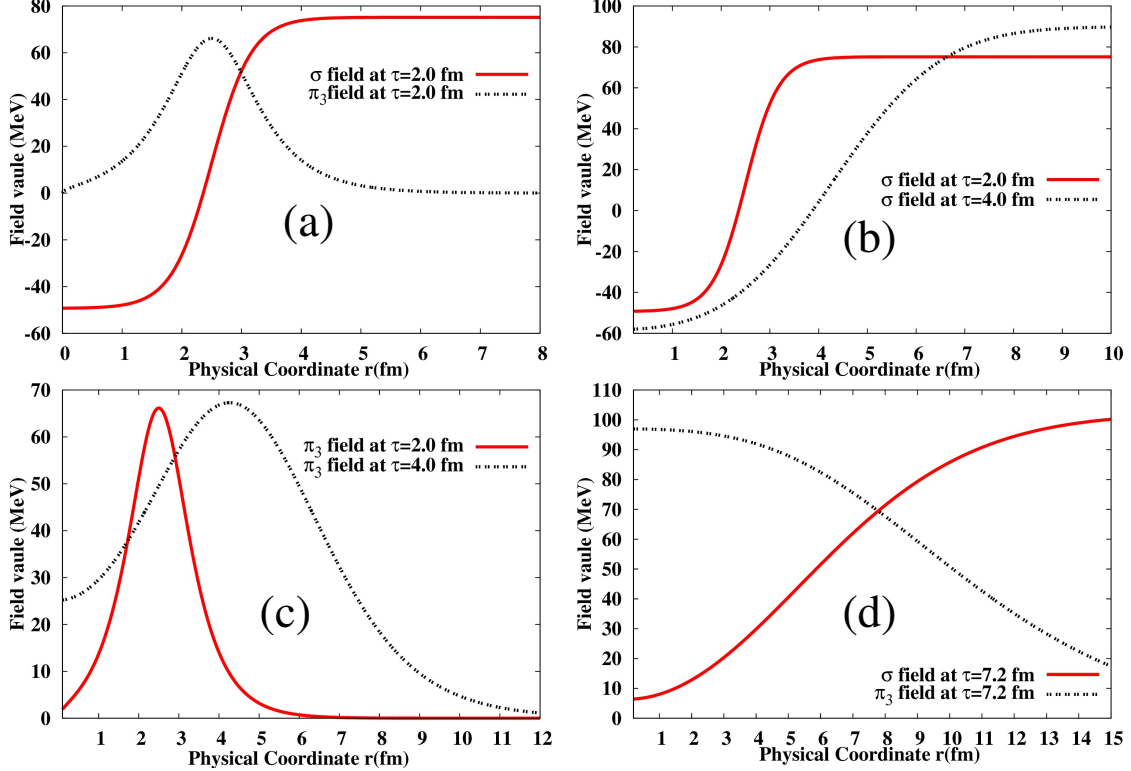 80
60
40
20
0
-20
-40
-60
Field vaule (MeV)
σ field at τ=2.0 fm
π₃field at τ=2.0 fm
(a)
0 1 2 3 4 5 6 7 8
Physical Coordinate r(fm)
100
80
60
40
20
0
-20
-40
-60
Field vaule (MeV)
σ field at τ=2.0 fm
σ field at τ=4.0 fm
(b)
1 2 3 4 5 6 7 8 9 10
Physical Coordinate r(fm)
70
60
50
40
30
20
10
0
Field vaule (MeV)
π₃ field at τ=2.0 fm
π₃ field at τ=4.0 fm
(c)
1 2 3 4 5 6 7 8 9 10 11 12
Physical Coordinate r(fm)
110
100
90
80
70
60
50
40
30
20
10
0
Field vaule (MeV)
(d)
σ field at τ=7.2 fm
π₃ field at τ=7.2 fm
1 2 3 4 5 6 7 8 9 10 11 12 13 14 15
Physical Coordinate r(fm)